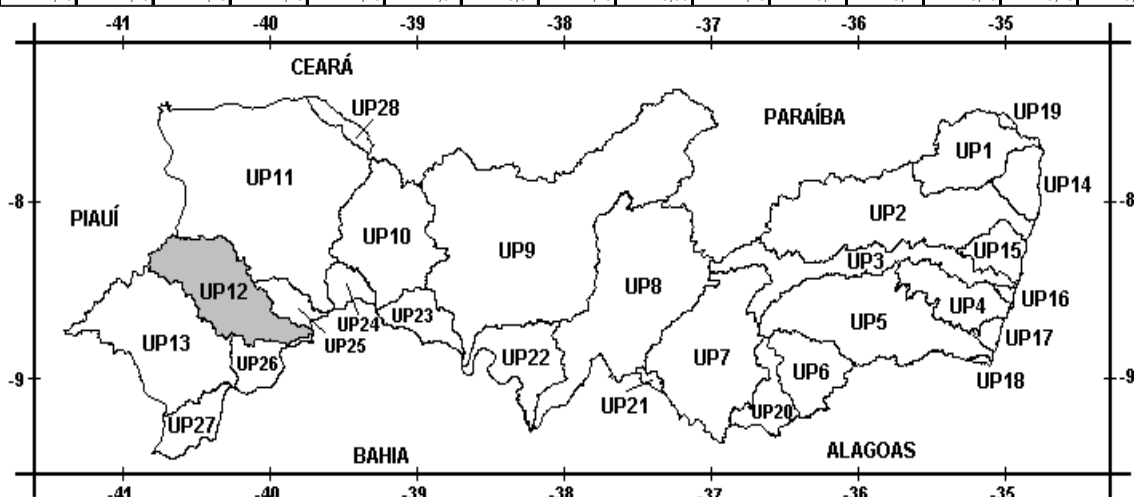 -41 -40 -39 -38 -37 -36 -35
CEARÁ
UP28
PARAÍBA
UP19
UP1
UP11
UP14
-8 -8
PIAUÍ
UP2
UP10
UP9
UP15
UP3
UP12
UP8
UP16
UP4
UP24 UP23
UP5
UP25
UP17
UP13
UP22
UP7
UP26
UP6
UP18
-9 -9
UP21
UP20
UP27
ALAGOAS
BAHIA
-41 -40 -39 -38 -37 -36 -35